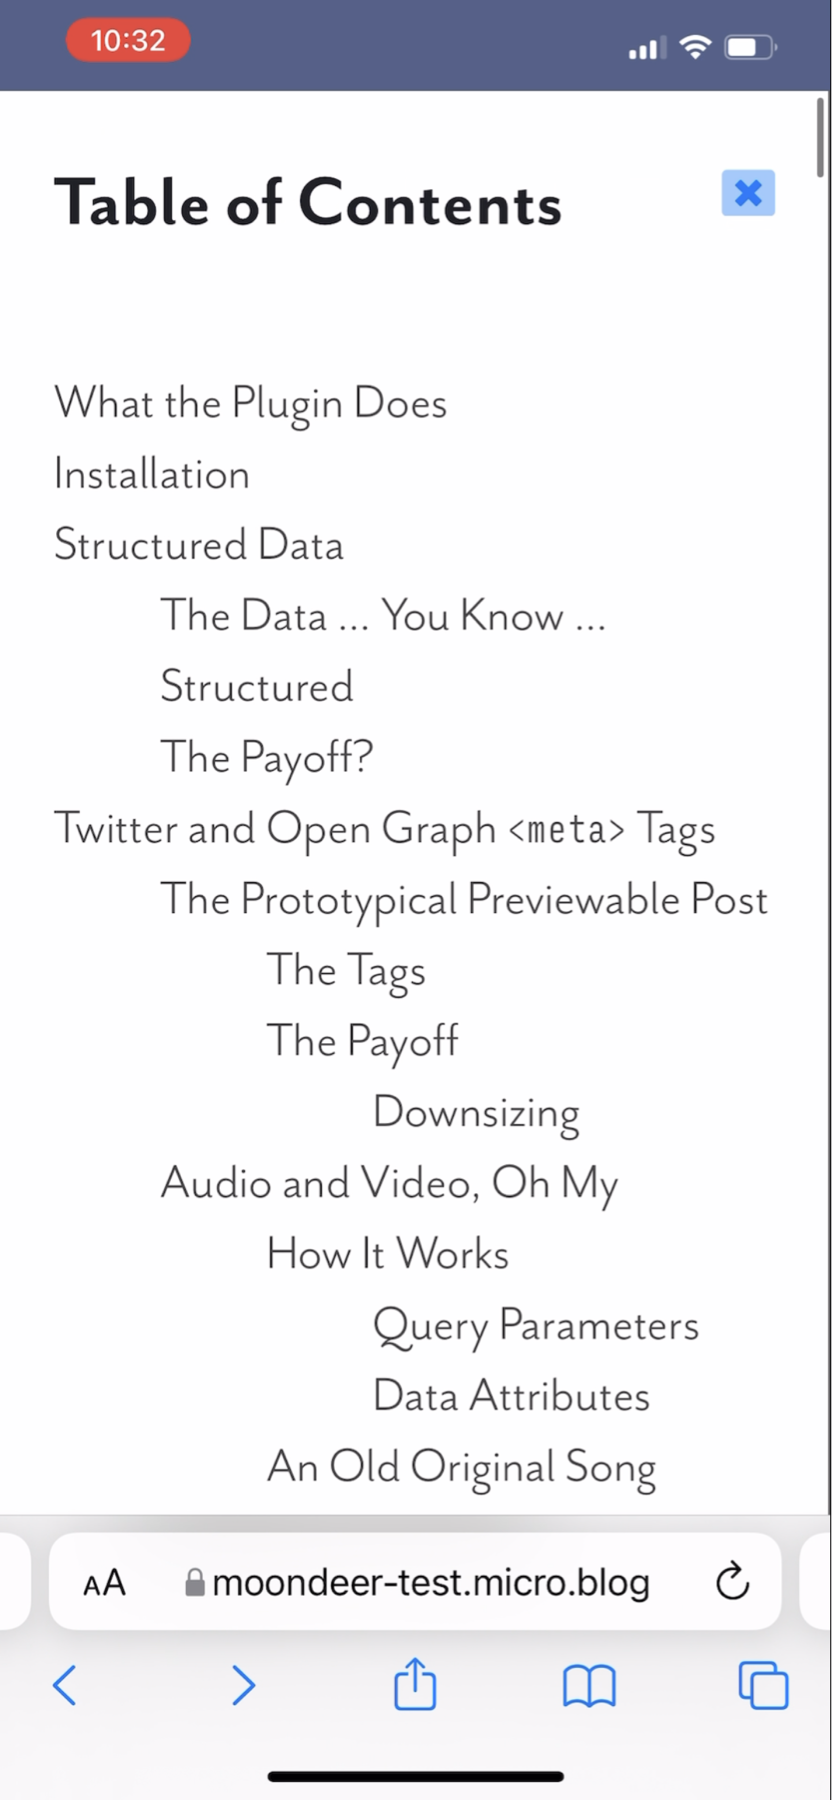 10:32
Table of Contents
What the Plugin Does
Installation
Structured Data
The Data ... You Know ...
Structured
The Payoff?
Twitter and Open Graph <meta> Tags
The Prototypical Previewable Post
The Tags
The Payoff
Downsizing
Audio and Video, Oh My
How It Works
Query Parameters
Data Attributes
An Old Original Song
AA moondeer-test.micro.blog